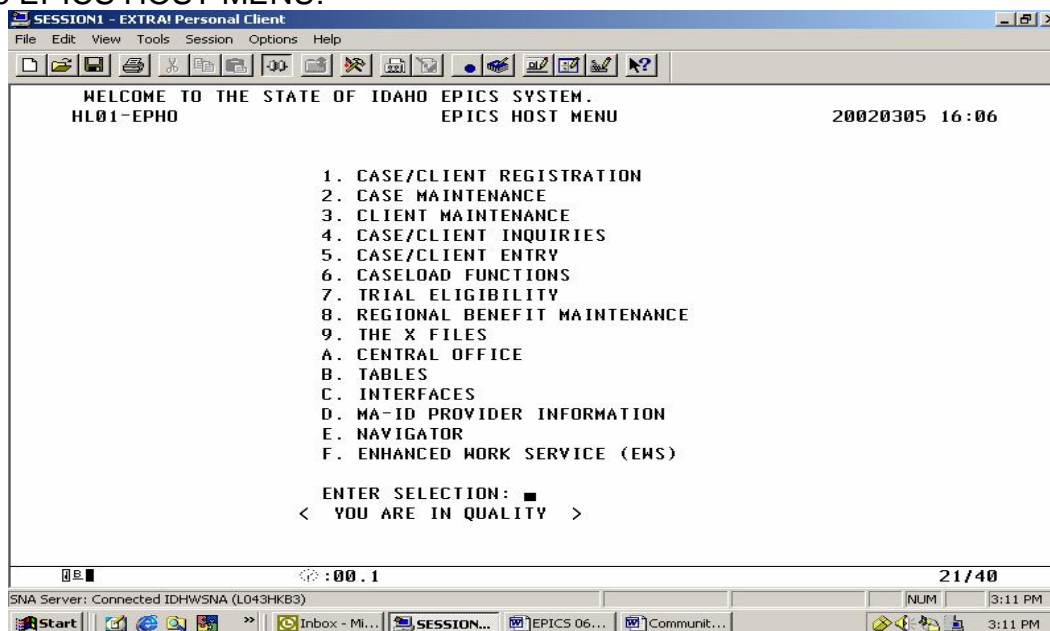 EPICS HOST MENU.
SESSION1 - EXTRA! Personal Client
File Edit View Tools Session Options Help
WELCOME TO THE STATE OF IDAHO EPICS SYSTEM.
HL01-EPHO EPICS HOST MENU 20020305 16:06
1. CASE/CLIENT REGISTRATION
2. CASE MAINTENANCE
3. CLIENT MAINTENANCE
4. CASE/CLIENT INQUIRIES
5. CASE/CLIENT ENTRY
6. CASELOAD FUNCTIONS
7. TRIAL ELIGIBILITY
8. REGIONAL BENEFIT MAINTENANCE
9. THE X FILES
A. CENTRAL OFFICE
B. TABLES
C. INTERFACES
D. MA-ID PROVIDER INFORMATION
E. NAVIGATOR
F. ENHANCED WORK SERVICE (EWS)
ENTER SELECTION:
< YOU ARE IN QUALITY >
:00.1 21/40
SNA Server: Connected IDHWSNA (L043HKB3) NUM 3:11 PM
Start » Inbox - Mi... SESSION... EPICS 06... Communit... 3:11 PM